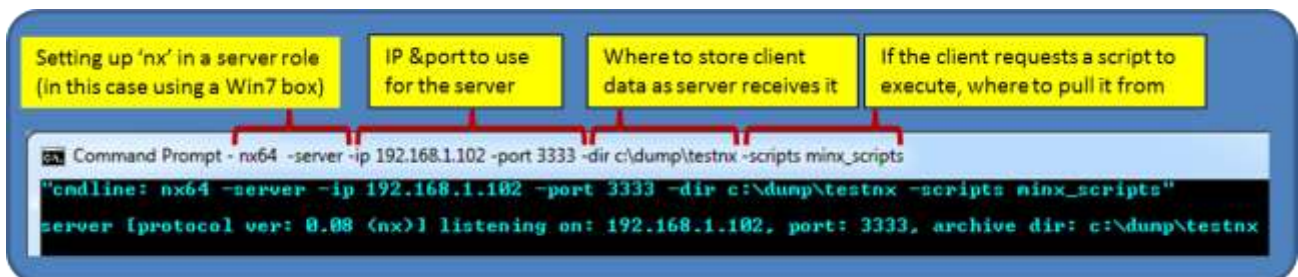 Setting up 'nx' in a server role
(in this case using a Win7 box)
IP &port to use
for the server
Where to store client
data as server receives it
If the client requests a script to
execute, where to pull it from
Command Prompt - nx64 -server -ip 192.168.1.102 -port 3333 -dir c:\dump\testnx -scripts minx_scripts
"cmdline: nx64 -server -ip 192.168.1.102 -port 3333 -dir c:\dump\testnx -scripts minx_scripts"
server [protocol ver: 0.08 (nx)] listening on: 192.168.1.102, port: 3333, archive dir: c:\dump\testnx